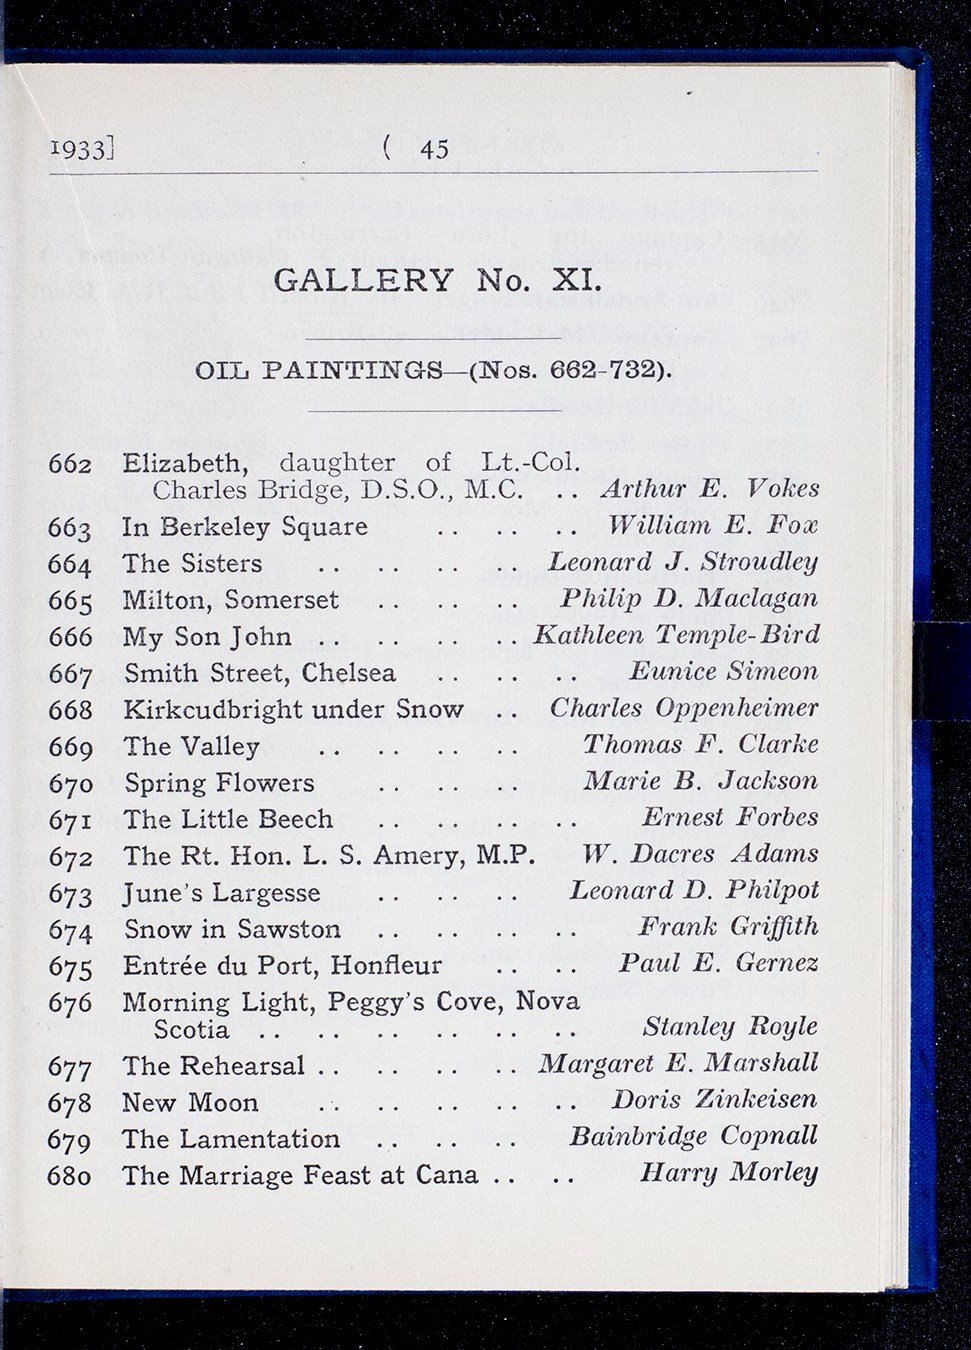 1933] ( 45
GALLERY No. XI.
OIL PAINTINGS—(Nos. 662-732).
662 Elizabeth, daughter of Lt.-Col.
Charles Bridge, D.S.O., M.C. .. Arthur E. Vokes
663 In Berkeley Square .. .. .. William E. Fox
664 The Sisters .. .. .. .. Leonard J. Stroudley
665 Milton, Somerset .. .. .. Philip D. Maclagan
666 My Son John .. .. .. .. Kathleen Temple-Bird
667 Smith Street, Chelsea .. .. .. Eunice Simeon
668 Kirkcudbright under Snow .. Charles Oppenheimer
669 The Valley .. .. .. .. Thomas F. Clarke
670 Spring Flowers .. .. .. Marie B. Jackson
671 The Little Beech .. .. .. .. Ernest Forbes
672 The Rt. Hon. L. S. Amery, M.P. W. Dacres Adams
673 June's Largesse .. .. .. Leonard D. Philpot
674 Snow in Sawston .. .. .. .. Frank Griffith
675 Entrée du Port, Honfleur .. .. Paul E. Gernez
676 Morning Light, Peggy's Cove, Nova
Scotia .. .. .. .. .. .. Stanley Royle
677 The Rehearsal .. .. .. .. Margaret E. Marshall
678 New Moon .. .. .. .. .. Doris Zinkeisen
679 The Lamentation .. .. .. Bainbridge Copnall
680 The Marriage Feast at Cana .. .. Harry Morley